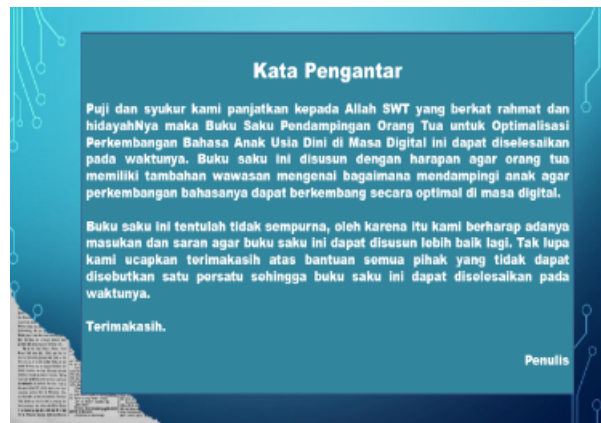 Kata Pengantar
Puji dan syukur kami panjatkan kepada Allah SWT yang berkat rahmat dan
hidayahNya maka Buku Saku Pendampingan Orang Tua untuk Optimalisasi
Perkembangan Bahasa Anak Usia Dini di Masa Digital ini dapat diselesaikan
pada waktunya. Buku saku ini disusun dengan harapan agar orang tua
memiliki tambahan wawasan mengenai bagaimana mendampingi anak agar
perkembangan bahasanya dapat berkembang secara optimal di masa digital.
Buku saku ini tentulah tidak sempurna, oleh karena itu kami berharap adanya
masukan dan saran agar buku saku ini dapat disusun lebih baik lagi. Tak lupa
kami ucapkan terimakasih atas bantuan semua pihak yang tidak dapat
disebutkan satu persatu sehingga buku saku ini dapat diselesaikan pada
waktunya.
Terimakasih.
Penulis